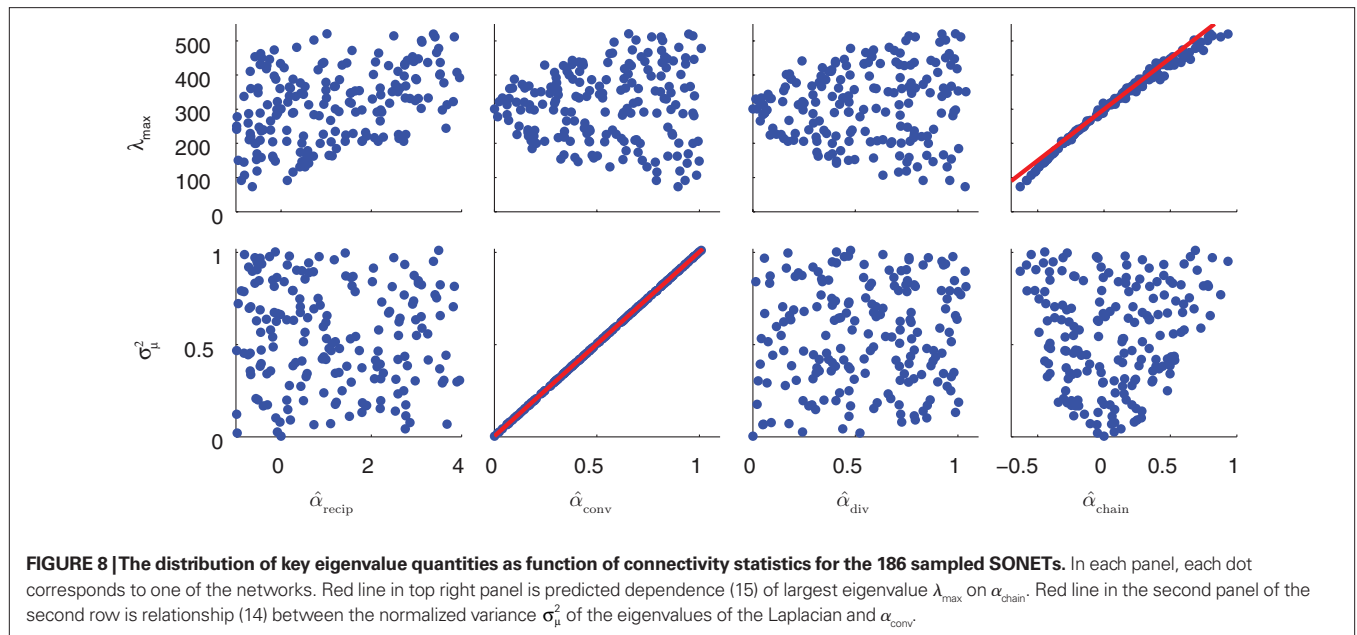 500
400
300
200
100
0
λmax
1
0.5
0
σ²μ
0 2 4
0 0.5 1
0 0.5 1
−0.5 0 0.5 1
α̂recip
α̂conv
α̂div
α̂chain
FIGURE 8 | The distribution of key eigenvalue quantities as function of connectivity statistics for the 186 sampled SONETs. In each panel, each dot
corresponds to one of the networks. Red line in top right panel is predicted dependence (15) of largest eigenvalue λmax on αchain. Red line in the second panel of the
second row is relationship (14) between the normalized variance σ²μ of the eigenvalues of the Laplacian and αconv.